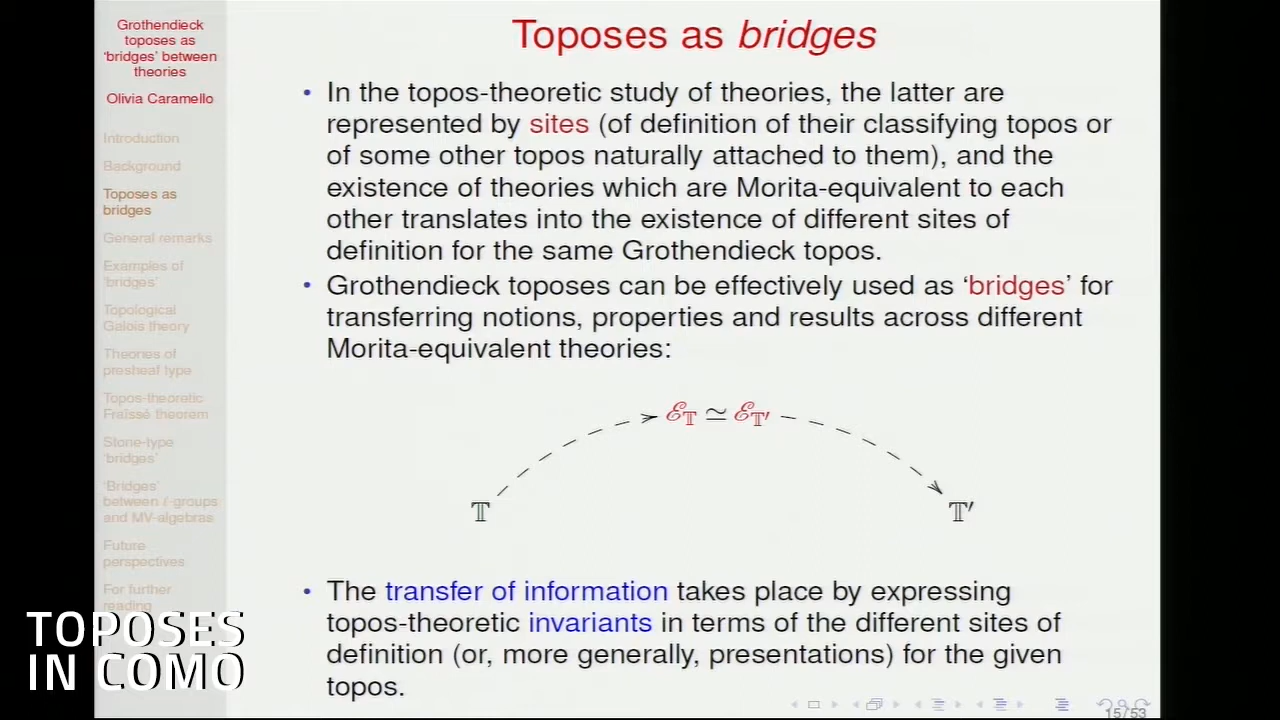 Grothendieck
toposes as
‘bridges’ between
theories
Olivia Caramello
Introduction
Background
Toposes as
bridges
General remarks
Examples of
‘bridges’
Topological
Galois theory
Theories of
presheaf type
Topos-theoretic
Fraïssé theorem
Stone-type
‘bridges’
‘Bridges’
between ℓ-groups
and MV-algebras
Future
perspectives
For further
reading
TOPOSES
IN COMO
Toposes as bridges
• In the topos-theoretic study of theories, the latter are
represented by sites (of definition of their classifying topos or
of some other topos naturally attached to them), and the
existence of theories which are Morita-equivalent to each
other translates into the existence of different sites of
definition for the same Grothendieck topos.
• Grothendieck toposes can be effectively used as ‘bridges’ for
transferring notions, properties and results across different
Morita-equivalent theories:
ℰ𝕋 ≃ ℰ𝕋′
𝕋 𝕋′
• The transfer of information takes place by expressing
topos-theoretic invariants in terms of the different sites of
definition (or, more generally, presentations) for the given
topos.
15/53